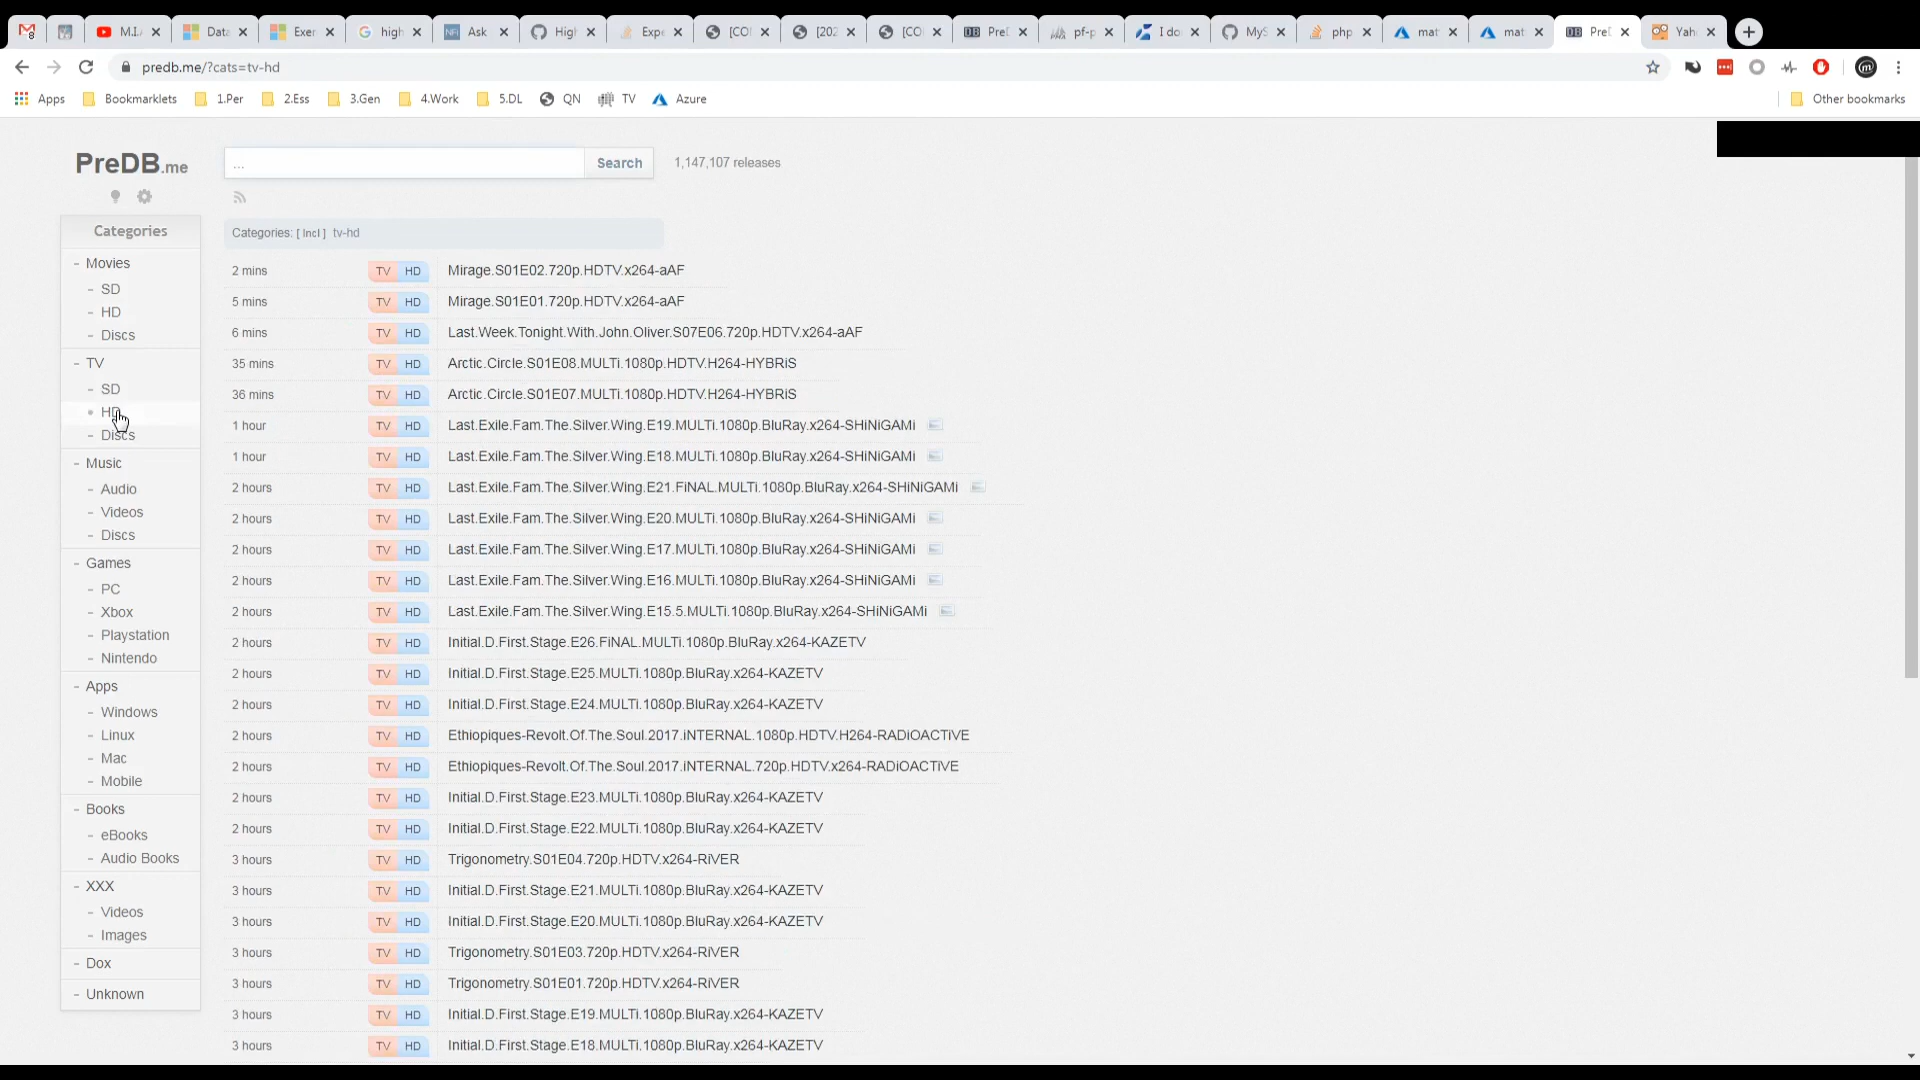 M.I. Data Exer high Ask High Expe [CO! [202 [CO PreD pf-p I do MyS php mat mat PreD Yah
predb.me/?cats=tv-hd
Apps Bookmarklets 1.Per 2.Ess 3.Gen 4.Work 5.DL QN TV Azure Other bookmarks
PreDB.me
... Search 1,147,107 releases
Categories
- Movies
- SD
- HD
- Discs
- TV
- SD
HD
- Discs
- Music
- Audio
- Videos
- Discs
- Games
- PC
- Xbox
- Playstation
- Nintendo
- Apps
- Windows
- Linux
- Mac
- Mobile
- Books
- eBooks
- Audio Books
- XXX
- Videos
- Images
- Dox
- Unknown
Categories: [ Incl ] tv-hd
2 mins TV HD Mirage.S01E02.720p.HDTV.x264-aAF
5 mins TV HD Mirage.S01E01.720p.HDTV.x264-aAF
6 mins TV HD Last.Week.Tonight.With.John.Oliver.S07E06.720p.HDTV.x264-aAF
35 mins TV HD Arctic.Circle.S01E08.MULTi.1080p.HDTV.H264-HYBRiS
36 mins TV HD Arctic.Circle.S01E07.MULTi.1080p.HDTV.H264-HYBRiS
1 hour TV HD Last.Exile.Fam.The.Silver.Wing.E19.MULTi.1080p.BluRay.x264-SHiNiGAMi
1 hour TV HD Last.Exile.Fam.The.Silver.Wing.E18.MULTi.1080p.BluRay.x264-SHiNiGAMi
2 hours TV HD Last.Exile.Fam.The.Silver.Wing.E21.FiNAL.MULTi.1080p.BluRay.x264-SHiNiGAMi
2 hours TV HD Last.Exile.Fam.The.Silver.Wing.E20.MULTi.1080p.BluRay.x264-SHiNiGAMi
2 hours TV HD Last.Exile.Fam.The.Silver.Wing.E17.MULTi.1080p.BluRay.x264-SHiNiGAMi
2 hours TV HD Last.Exile.Fam.The.Silver.Wing.E16.MULTi.1080p.BluRay.x264-SHiNiGAMi
2 hours TV HD Last.Exile.Fam.The.Silver.Wing.E15.5.MULTi.1080p.BluRay.x264-SHiNiGAMi
2 hours TV HD Initial.D.First.Stage.E26.FiNAL.MULTi.1080p.BluRay.x264-KAZETV
2 hours TV HD Initial.D.First.Stage.E25.MULTi.1080p.BluRay.x264-KAZETV
2 hours TV HD Initial.D.First.Stage.E24.MULTi.1080p.BluRay.x264-KAZETV
2 hours TV HD Ethiopiques-Revolt.Of.The.Soul.2017.iNTERNAL.1080p.HDTV.H264-RADiOACTiVE
2 hours TV HD Ethiopiques-Revolt.Of.The.Soul.2017.iNTERNAL.720p.HDTV.x264-RADiOACTiVE
2 hours TV HD Initial.D.First.Stage.E23.MULTi.1080p.BluRay.x264-KAZETV
2 hours TV HD Initial.D.First.Stage.E22.MULTi.1080p.BluRay.x264-KAZETV
3 hours TV HD Trigonometry.S01E04.720p.HDTV.x264-RiVER
3 hours TV HD Initial.D.First.Stage.E21.MULTi.1080p.BluRay.x264-KAZETV
3 hours TV HD Initial.D.First.Stage.E20.MULTi.1080p.BluRay.x264-KAZETV
3 hours TV HD Trigonometry.S01E03.720p.HDTV.x264-RiVER
3 hours TV HD Trigonometry.S01E01.720p.HDTV.x264-RiVER
3 hours TV HD Initial.D.First.Stage.E19.MULTi.1080p.BluRay.x264-KAZETV
3 hours TV HD Initial.D.First.Stage.E18.MULTi.1080p.BluRay.x264-KAZETV